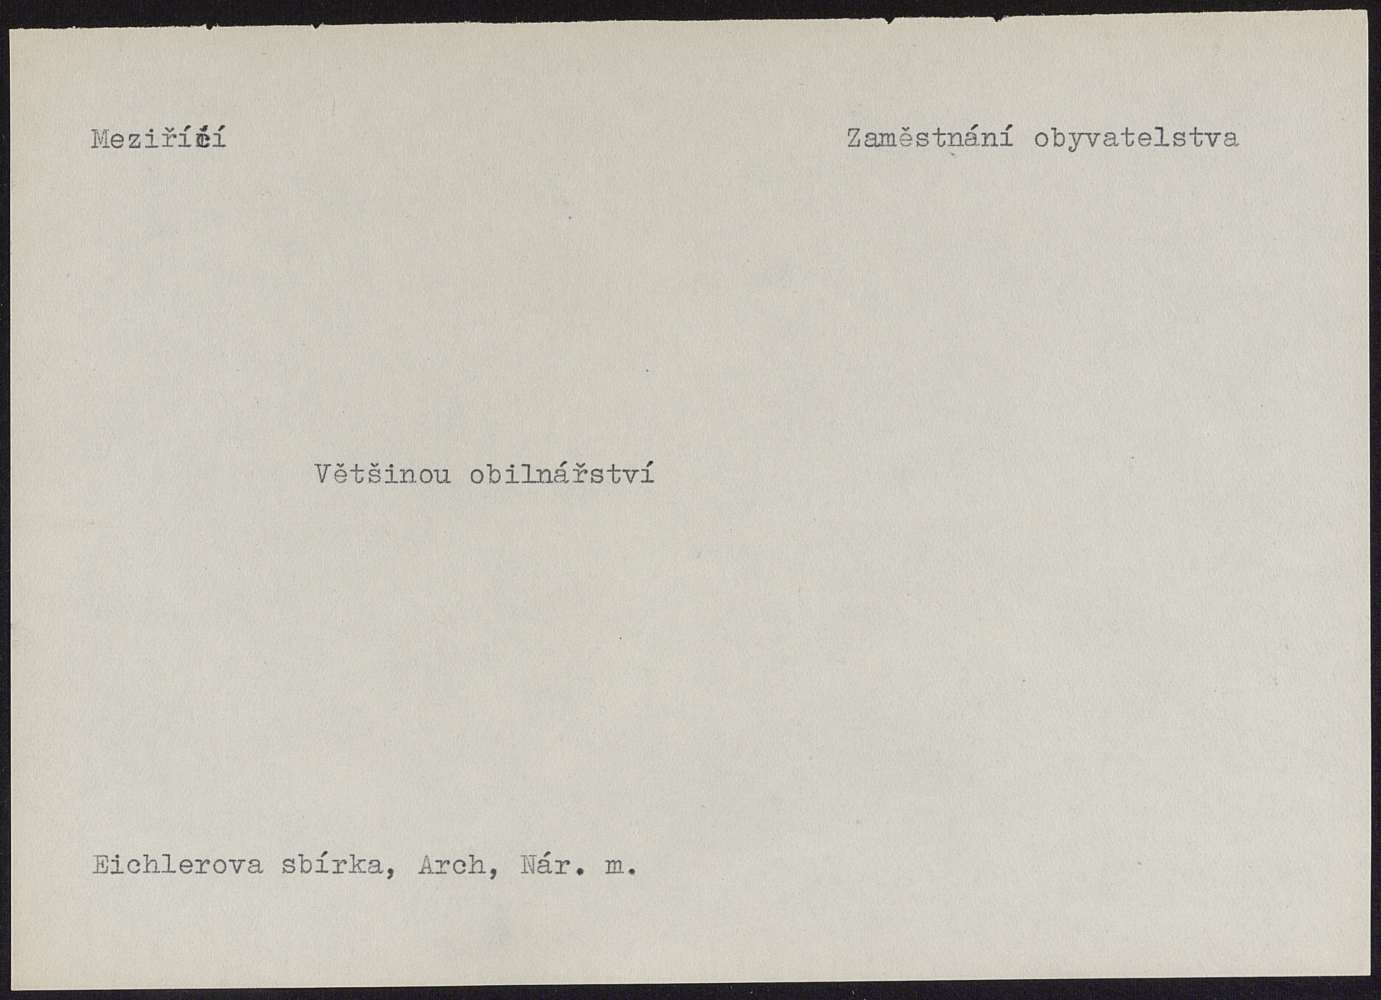 Meziříčí
Zaměstnání obyvatelstva
Většinou obilnářství
Eichlerova sbírka, Arch, Nár. m.